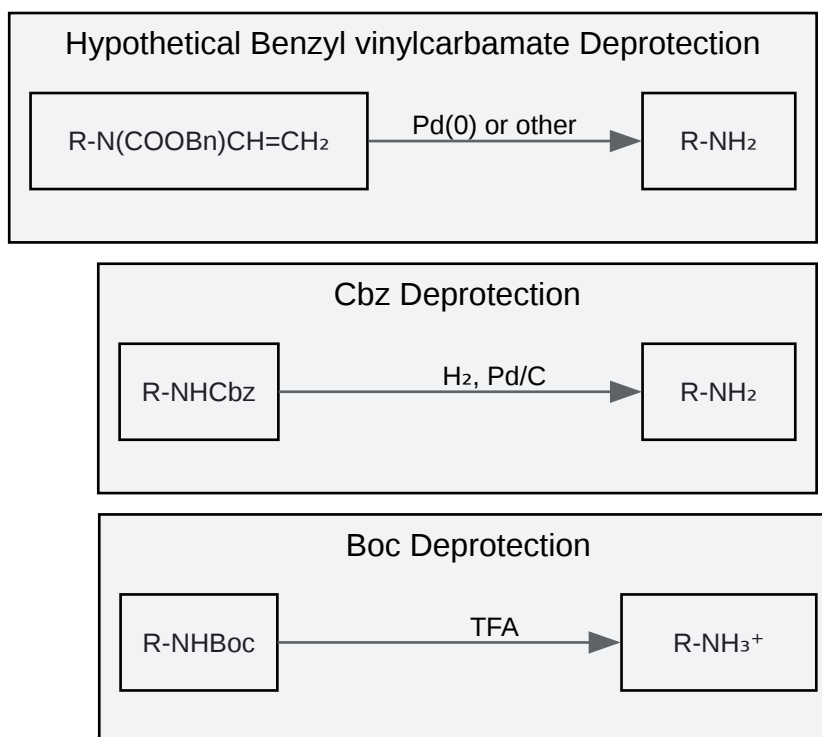 Hypothetical Benzyl vinylcarbamate Deprotection
R-N(COOBn)CH=CH₂
Pd(0) or other
R-NH₂
Cbz Deprotection
R-NHCbz
H₂, Pd/C
R-NH₂
Boc Deprotection
R-NHBoc
TFA
R-NH₃⁺